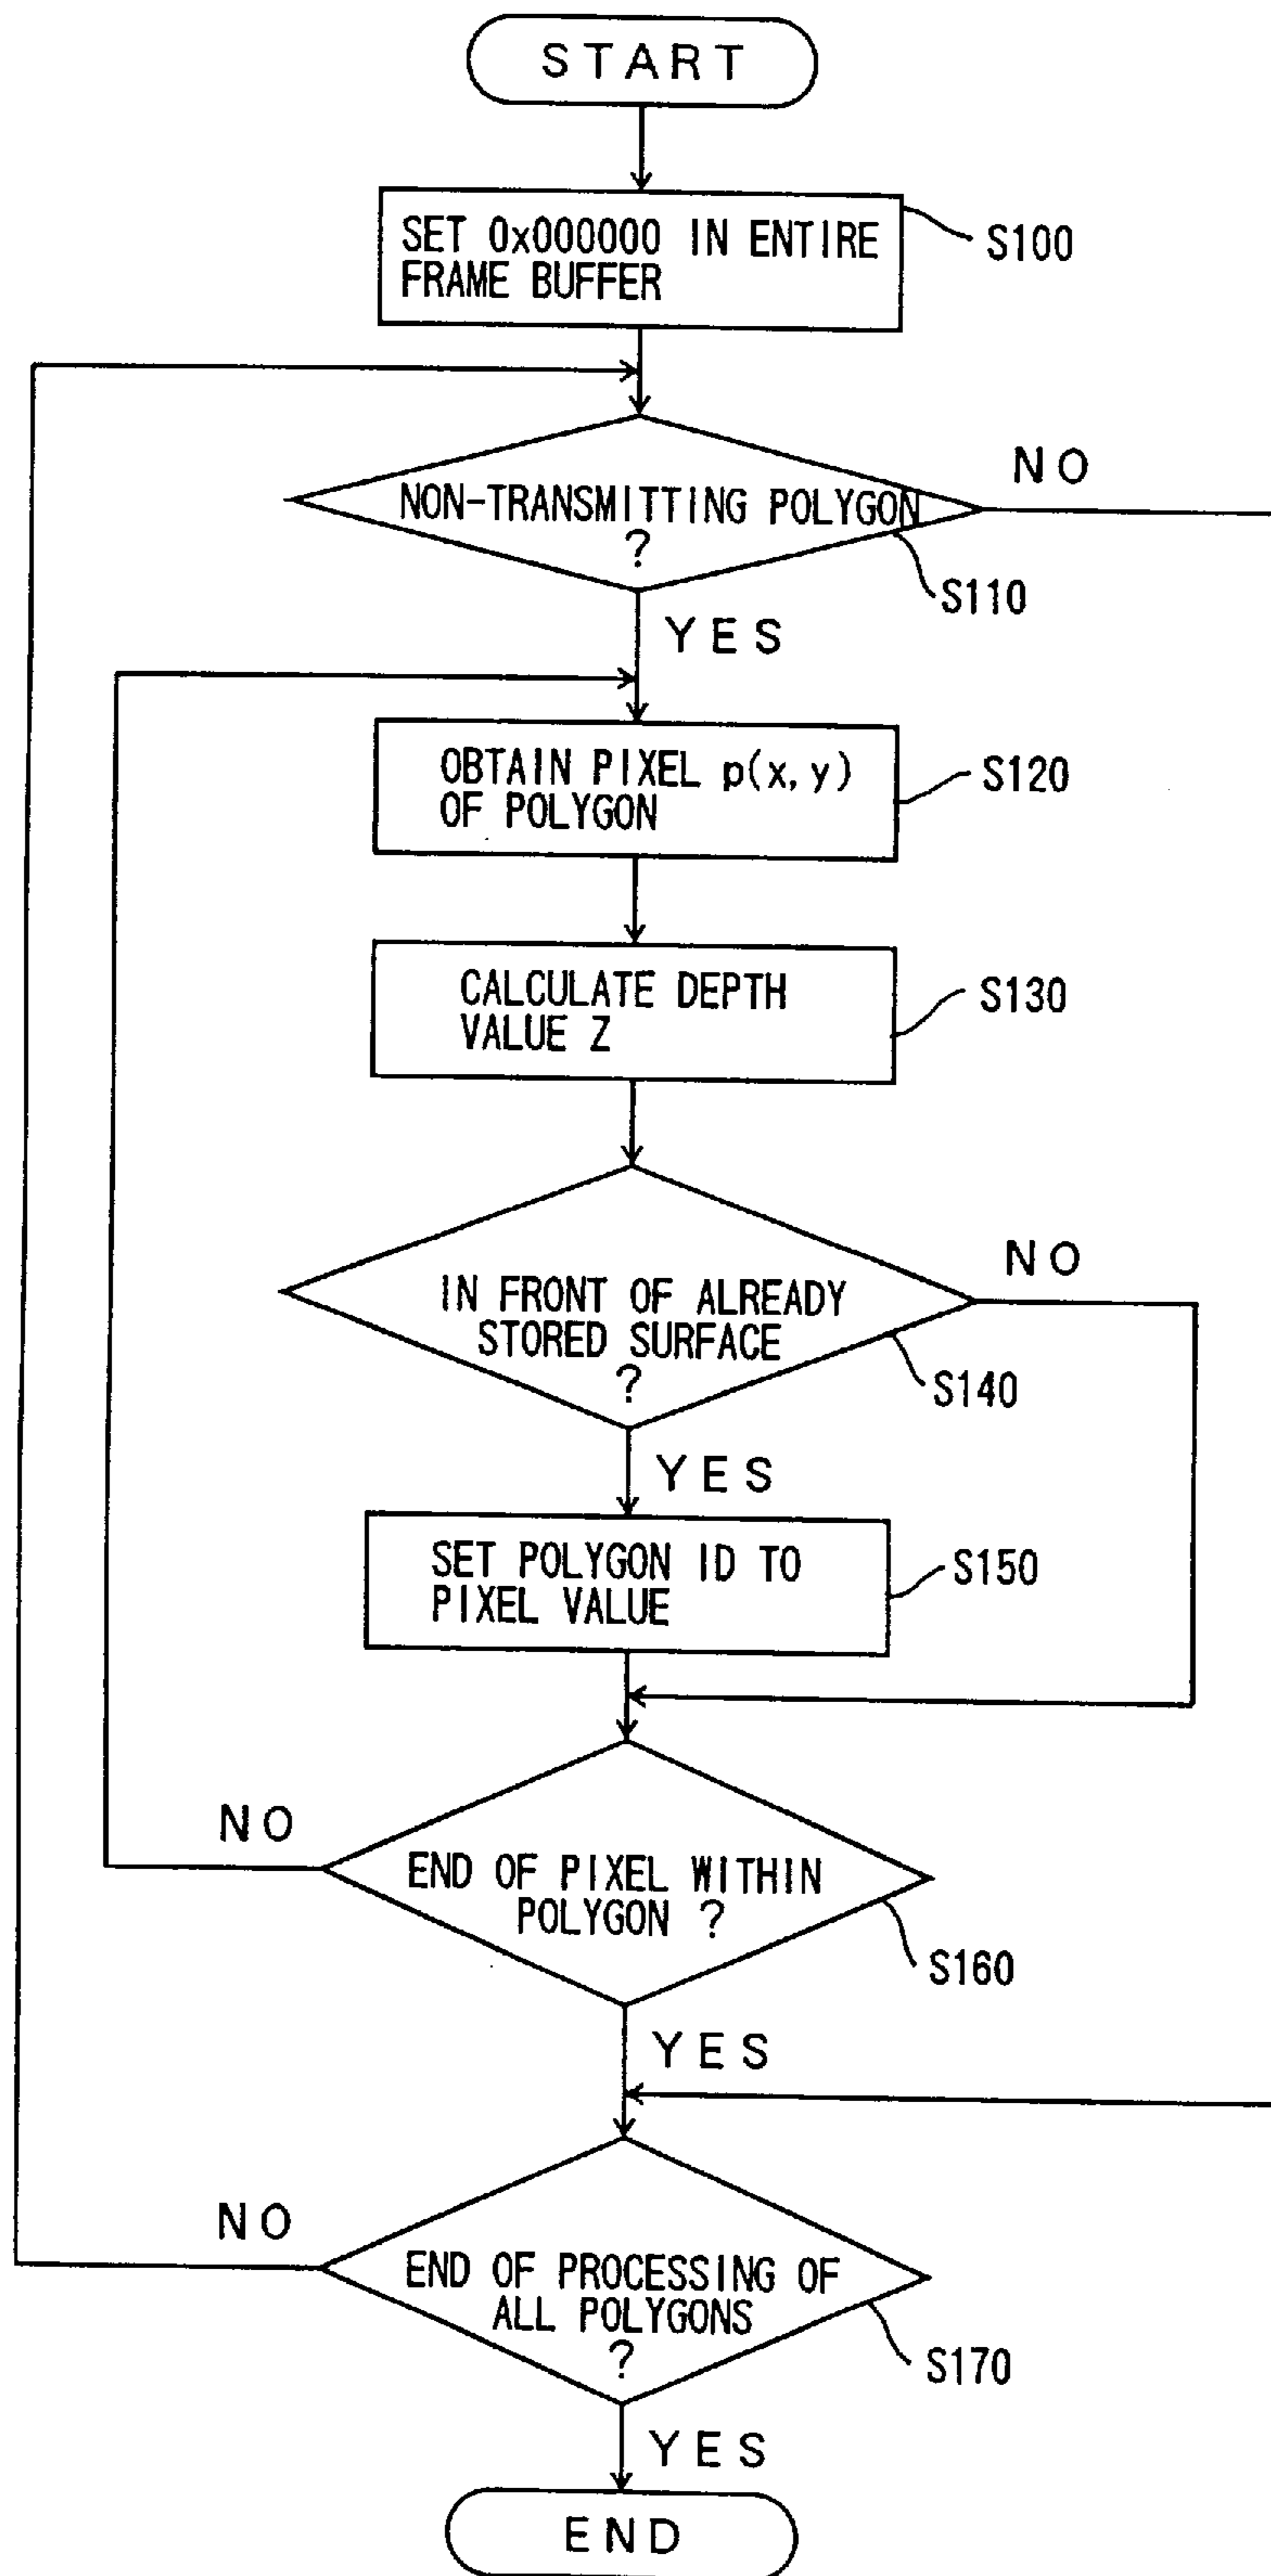 START
SET 0x000000 IN ENTIRE
FRAME BUFFER
S100
NO
NON-TRANSMITTING POLYGON
?
S110
YES
OBTAIN PIXEL p(x,y)
OF POLYGON
S120
CALCULATE DEPTH
VALUE Z
S130
NO
IN FRONT OF ALREADY
STORED SURFACE
?
S140
YES
SET POLYGON ID TO
PIXEL VALUE
S150
NO
END OF PIXEL WITHIN
POLYGON ?
S160
YES
NO
END OF PROCESSING OF
ALL POLYGONS
?
S170
YES
END